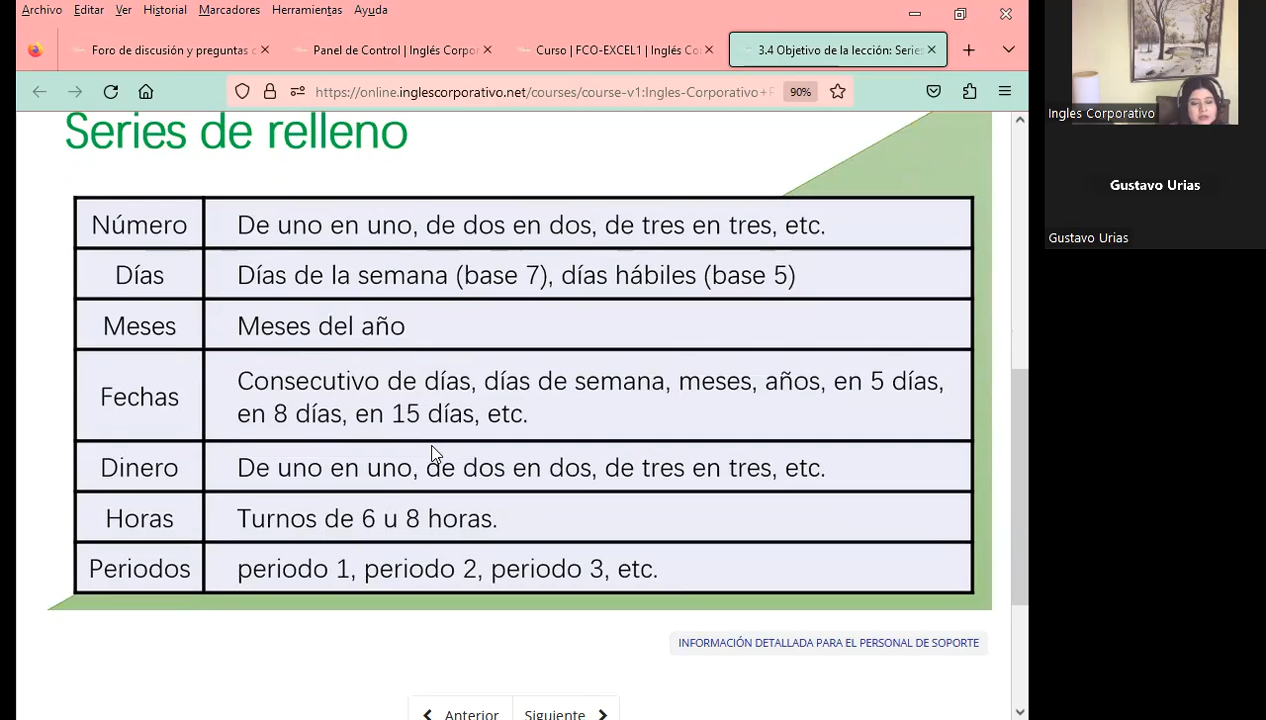 Archivo Editar Ver Historial Marcadores Herramientas Ayuda
Foro de discusión y preguntas c
Panel de Control | Inglés Corpor
Curso | FCO-EXCEL1 | Inglés Co
3.4 Objetivo de la lección: Series
https://online.inglescorporativo.net/courses/course-v1:Ingles-Corporativo+F
90%
Series de relleno
Número De uno en uno, de dos en dos, de tres en tres, etc.
Días Días de la semana (base 7), días hábiles (base 5)
Meses Meses del año
Fechas Consecutivo de días, días de semana, meses, años, en 5 días,
en 8 días, en 15 días, etc.
Dinero De uno en uno, de dos en dos, de tres en tres, etc.
Horas Turnos de 6 u 8 horas.
Periodos periodo 1, periodo 2, periodo 3, etc.
INFORMACIÓN DETALLADA PARA EL PERSONAL DE SOPORTE
Anterior Siguiente
Ingles Corporativo
Gustavo Urias
Gustavo Urias